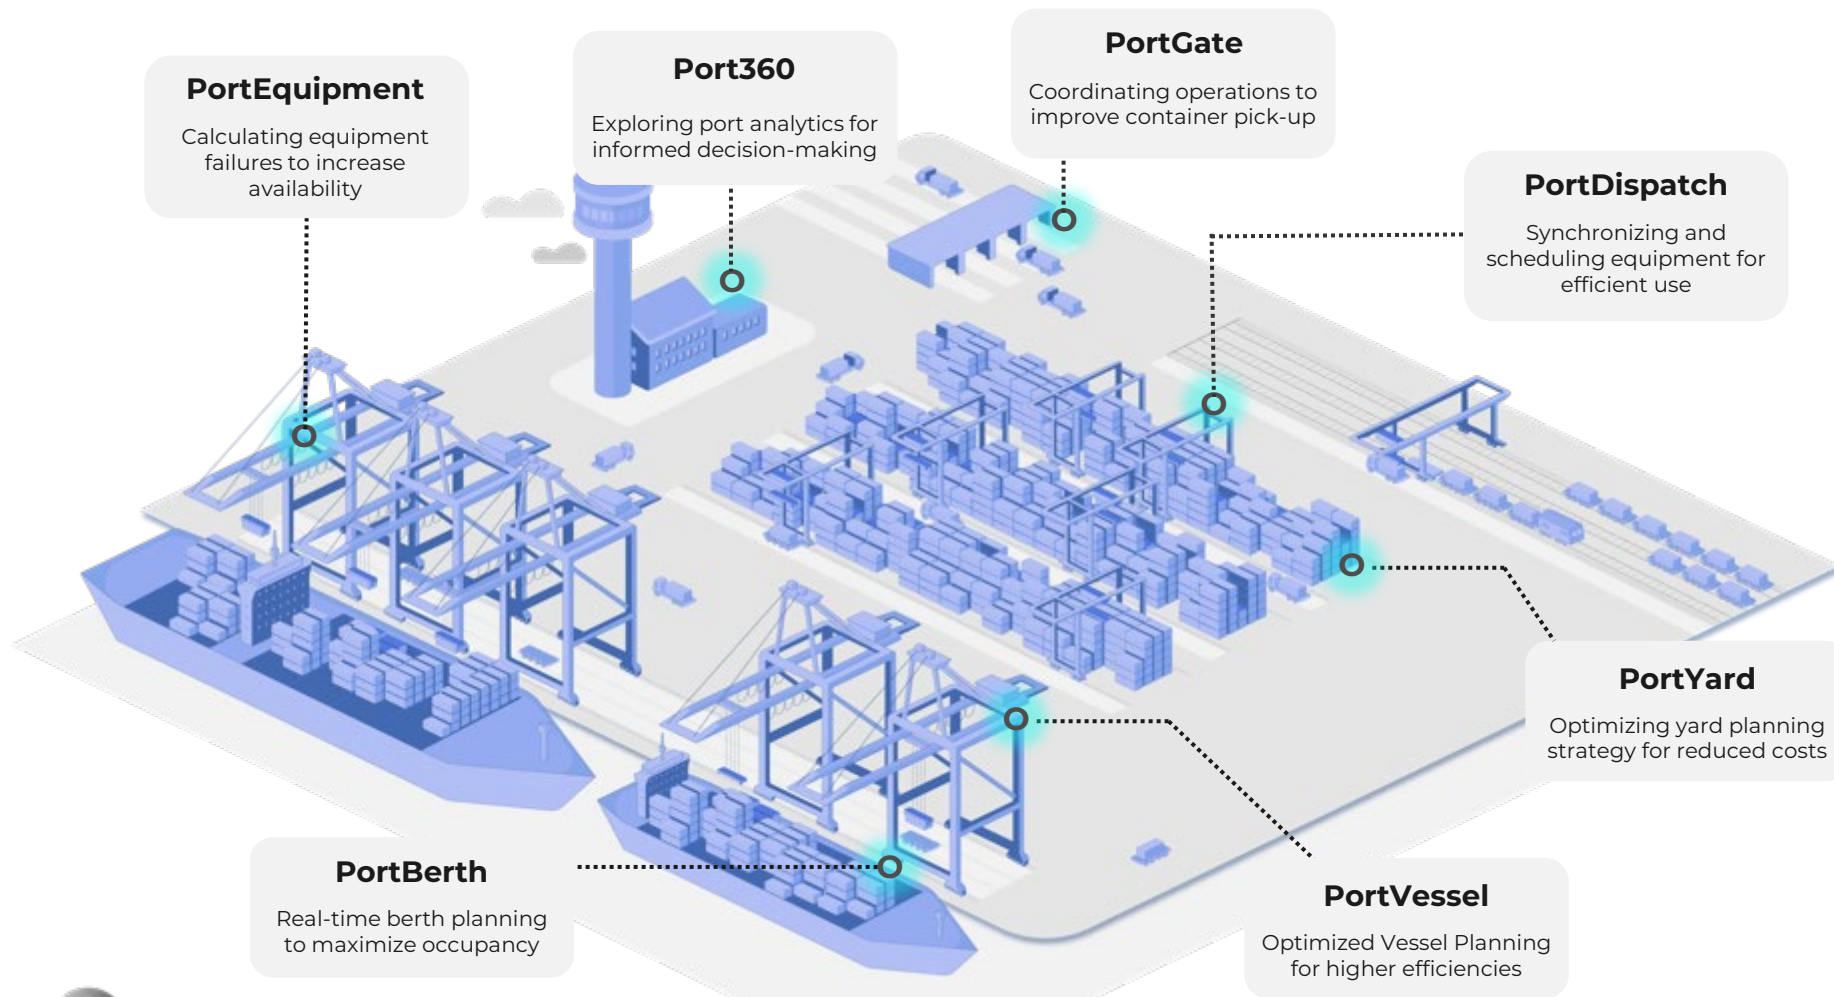 PortEquipment
Calculating equipment
failures to increase
availability
Port360
Exploring port analytics for
informed decision-making
PortGate
Coordinating operations to
improve container pick-up
PortDispatch
Synchronizing and
scheduling equipment for
efficient use
PortYard
Optimizing yard planning
strategy for reduced costs
PortBerth
Real-time berth planning
to maximize occupancy
PortVessel
Optimized Vessel Planning
for higher efficiencies